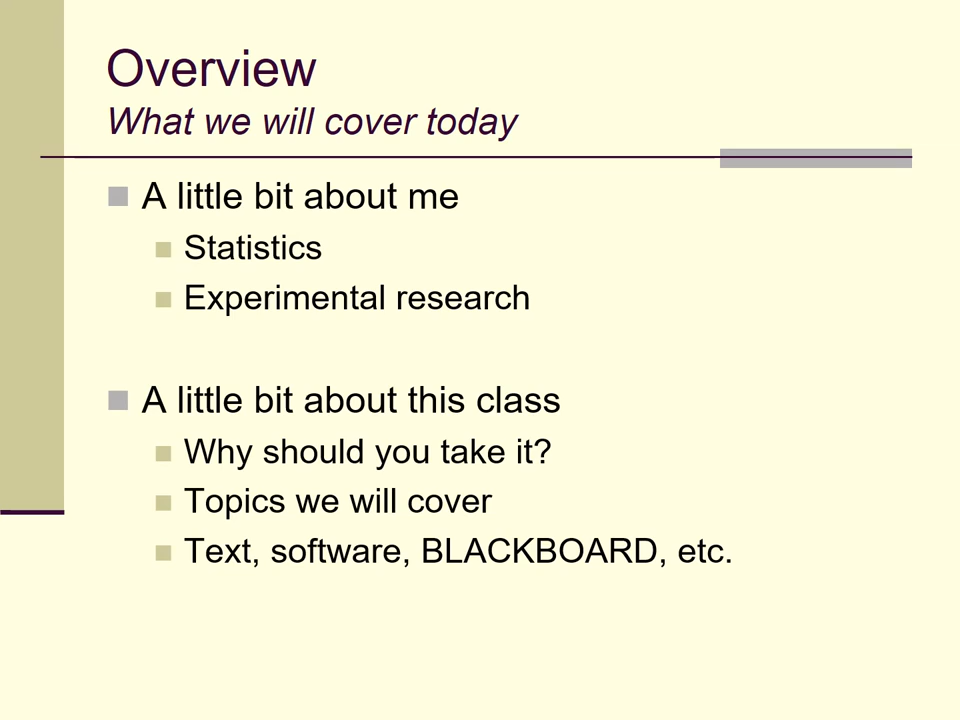 Overview
What we will cover today
A little bit about me
Statistics
Experimental research
A little bit about this class
Why should you take it?
Topics we will cover
Text, software, BLACKBOARD, etc.